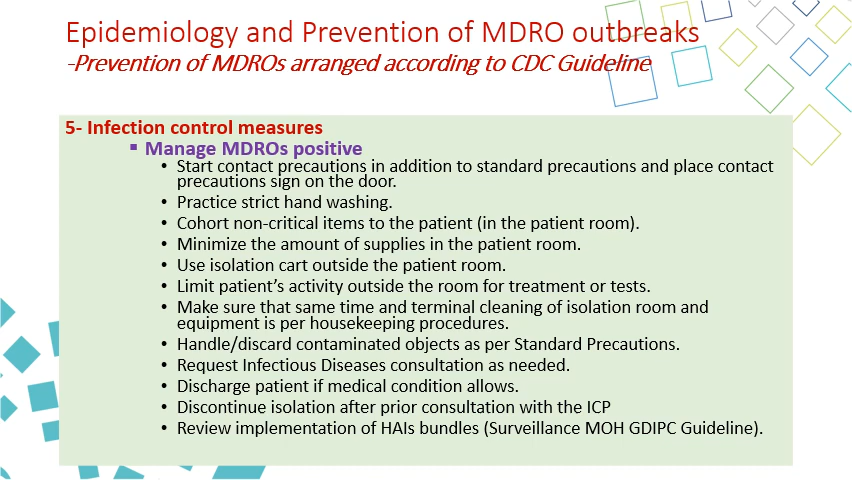 Epidemiology and Prevention of MDRO outbreaks
-Prevention of MDROs arranged according to CDC Guideline
5- Infection control measures
▪ Manage MDROs positive
• Start contact precautions in addition to standard precautions and place contact
precautions sign on the door.
• Practice strict hand washing.
• Cohort non-critical items to the patient (in the patient room).
• Minimize the amount of supplies in the patient room.
• Use isolation cart outside the patient room.
• Limit patient’s activity outside the room for treatment or tests.
• Make sure that same time and terminal cleaning of isolation room and
equipment is per housekeeping procedures.
• Handle/discard contaminated objects as per Standard Precautions.
• Request Infectious Diseases consultation as needed.
• Discharge patient if medical condition allows.
• Discontinue isolation after prior consultation with the ICP
• Review implementation of HAIs bundles (Surveillance MOH GDIPC Guideline).